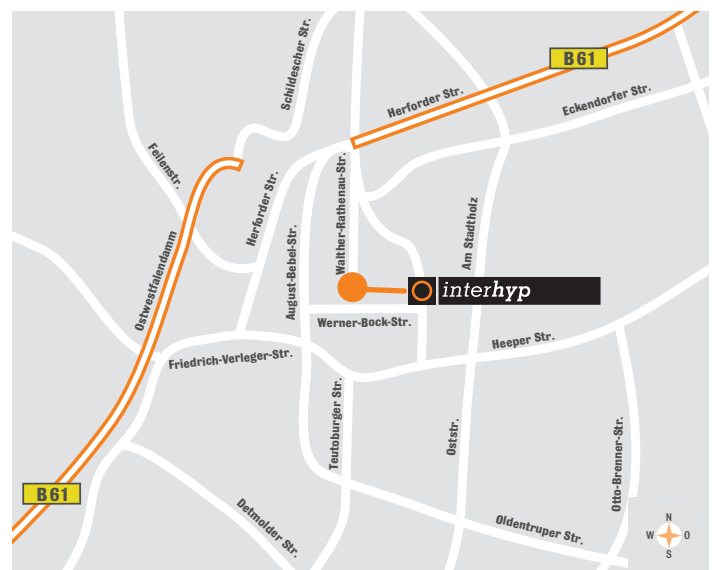 Schildescher Str.
B61
Herforder Str.
Eckendorfer Str.
Feilenstr.
Herforder Str.
Walther-Rathenau-Str.
Am Stadtholz
August-Bebel-Str.
Ostwestfalendamm
interhyp
Werner-Bock-Str.
Heeper Str.
Friedrich-Verleger-Str.
Teutoburger Str.
Oststr.
Otto-Brenner-Str.
B61
Detmolder Str.
Oldentruper Str.
N
W O
S